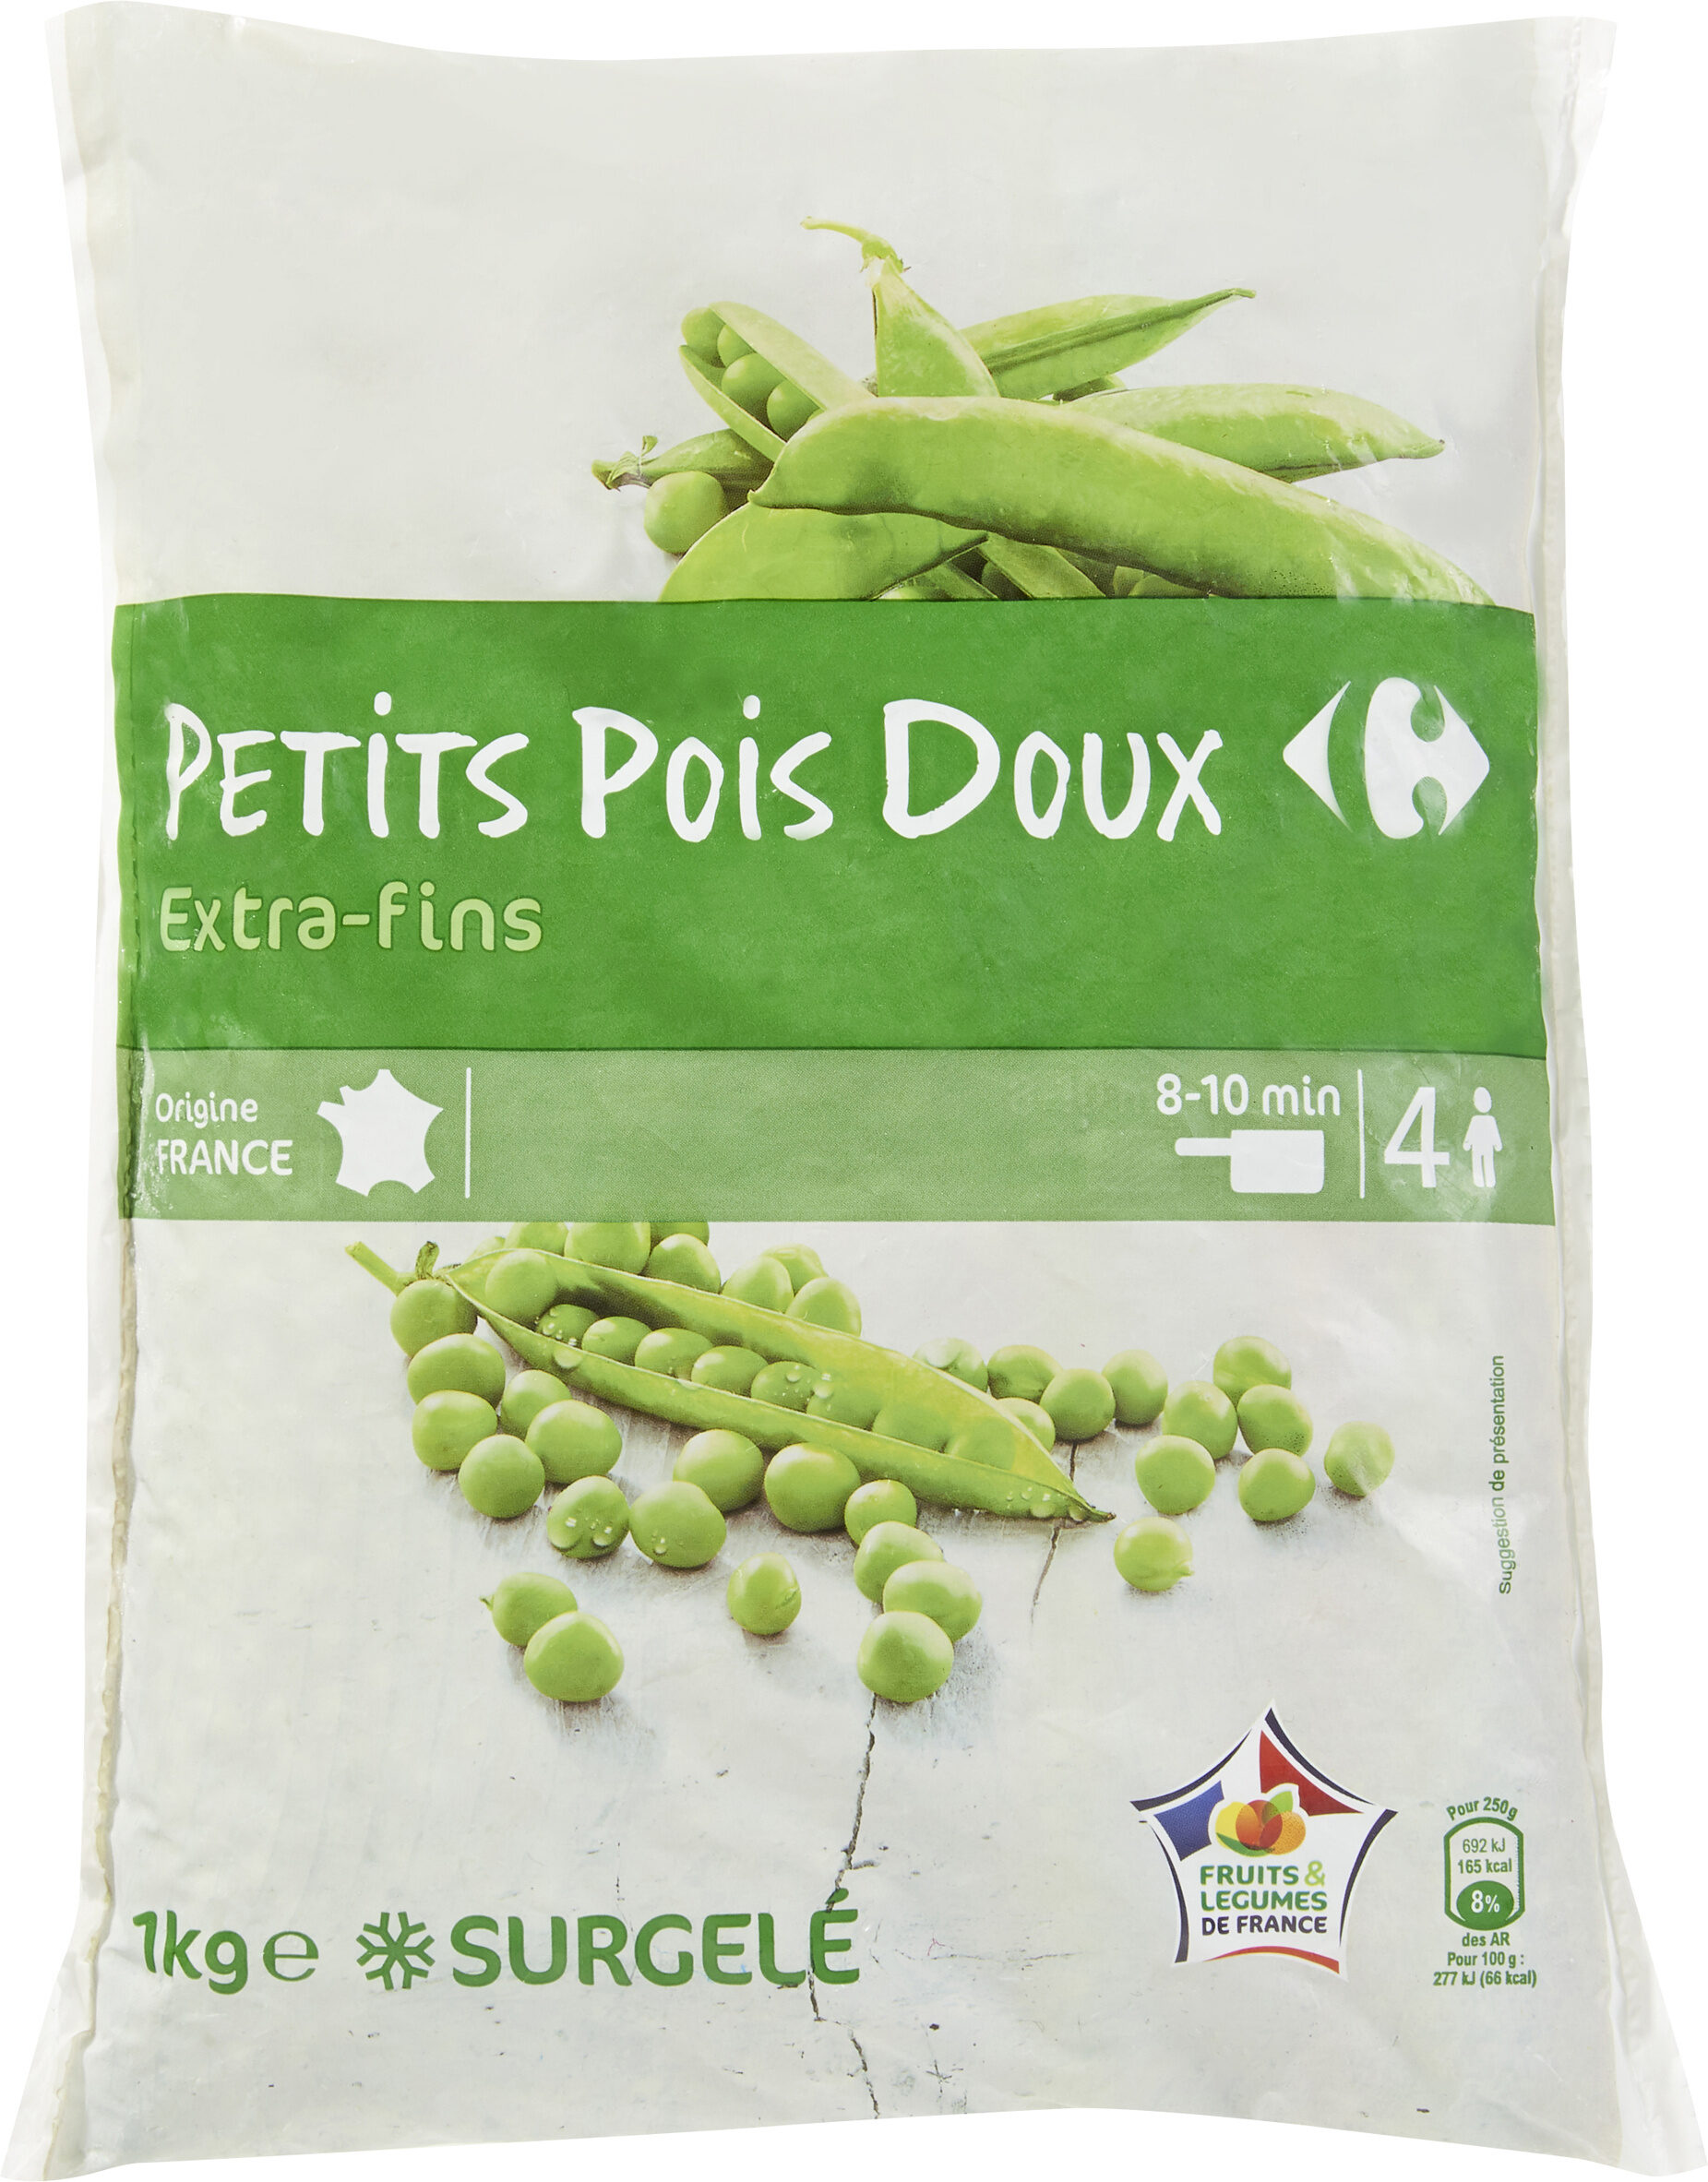 PETITS POIS DOUX
Extra-fins
Origine
FRANCE
8-10 min
4
Suggestion de présentation
FRUITS &
LEGUMES
DE FRANCE
Pour 250g
692 kJ
165 kcal
8%
des AR
Pour 100 g :
277 kJ (66 kcal)
1kg e SURGELÉ